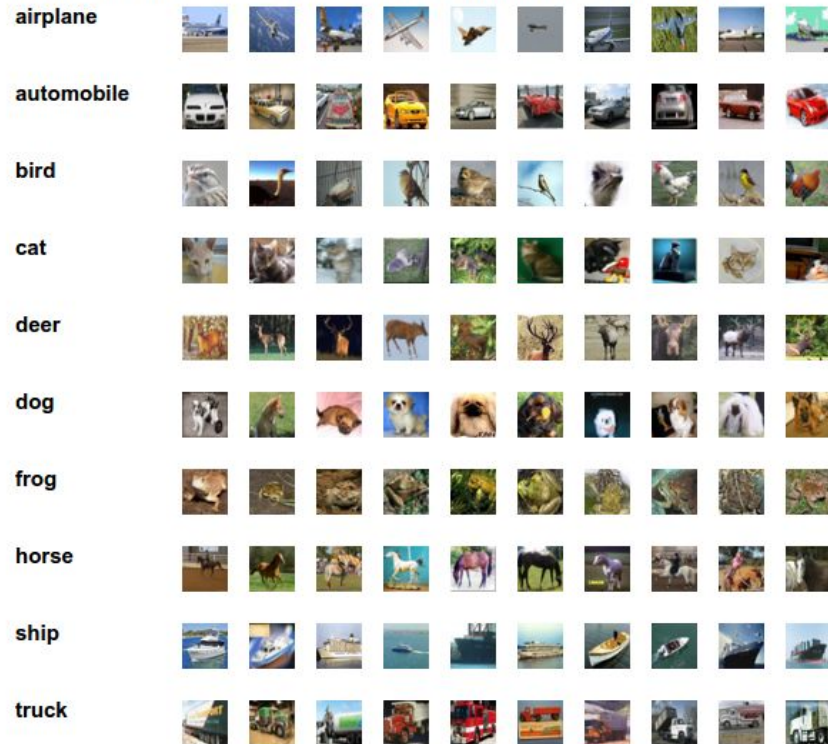 airplane
automobile
bird
cat
deer
dog
frog
horse
ship
truck